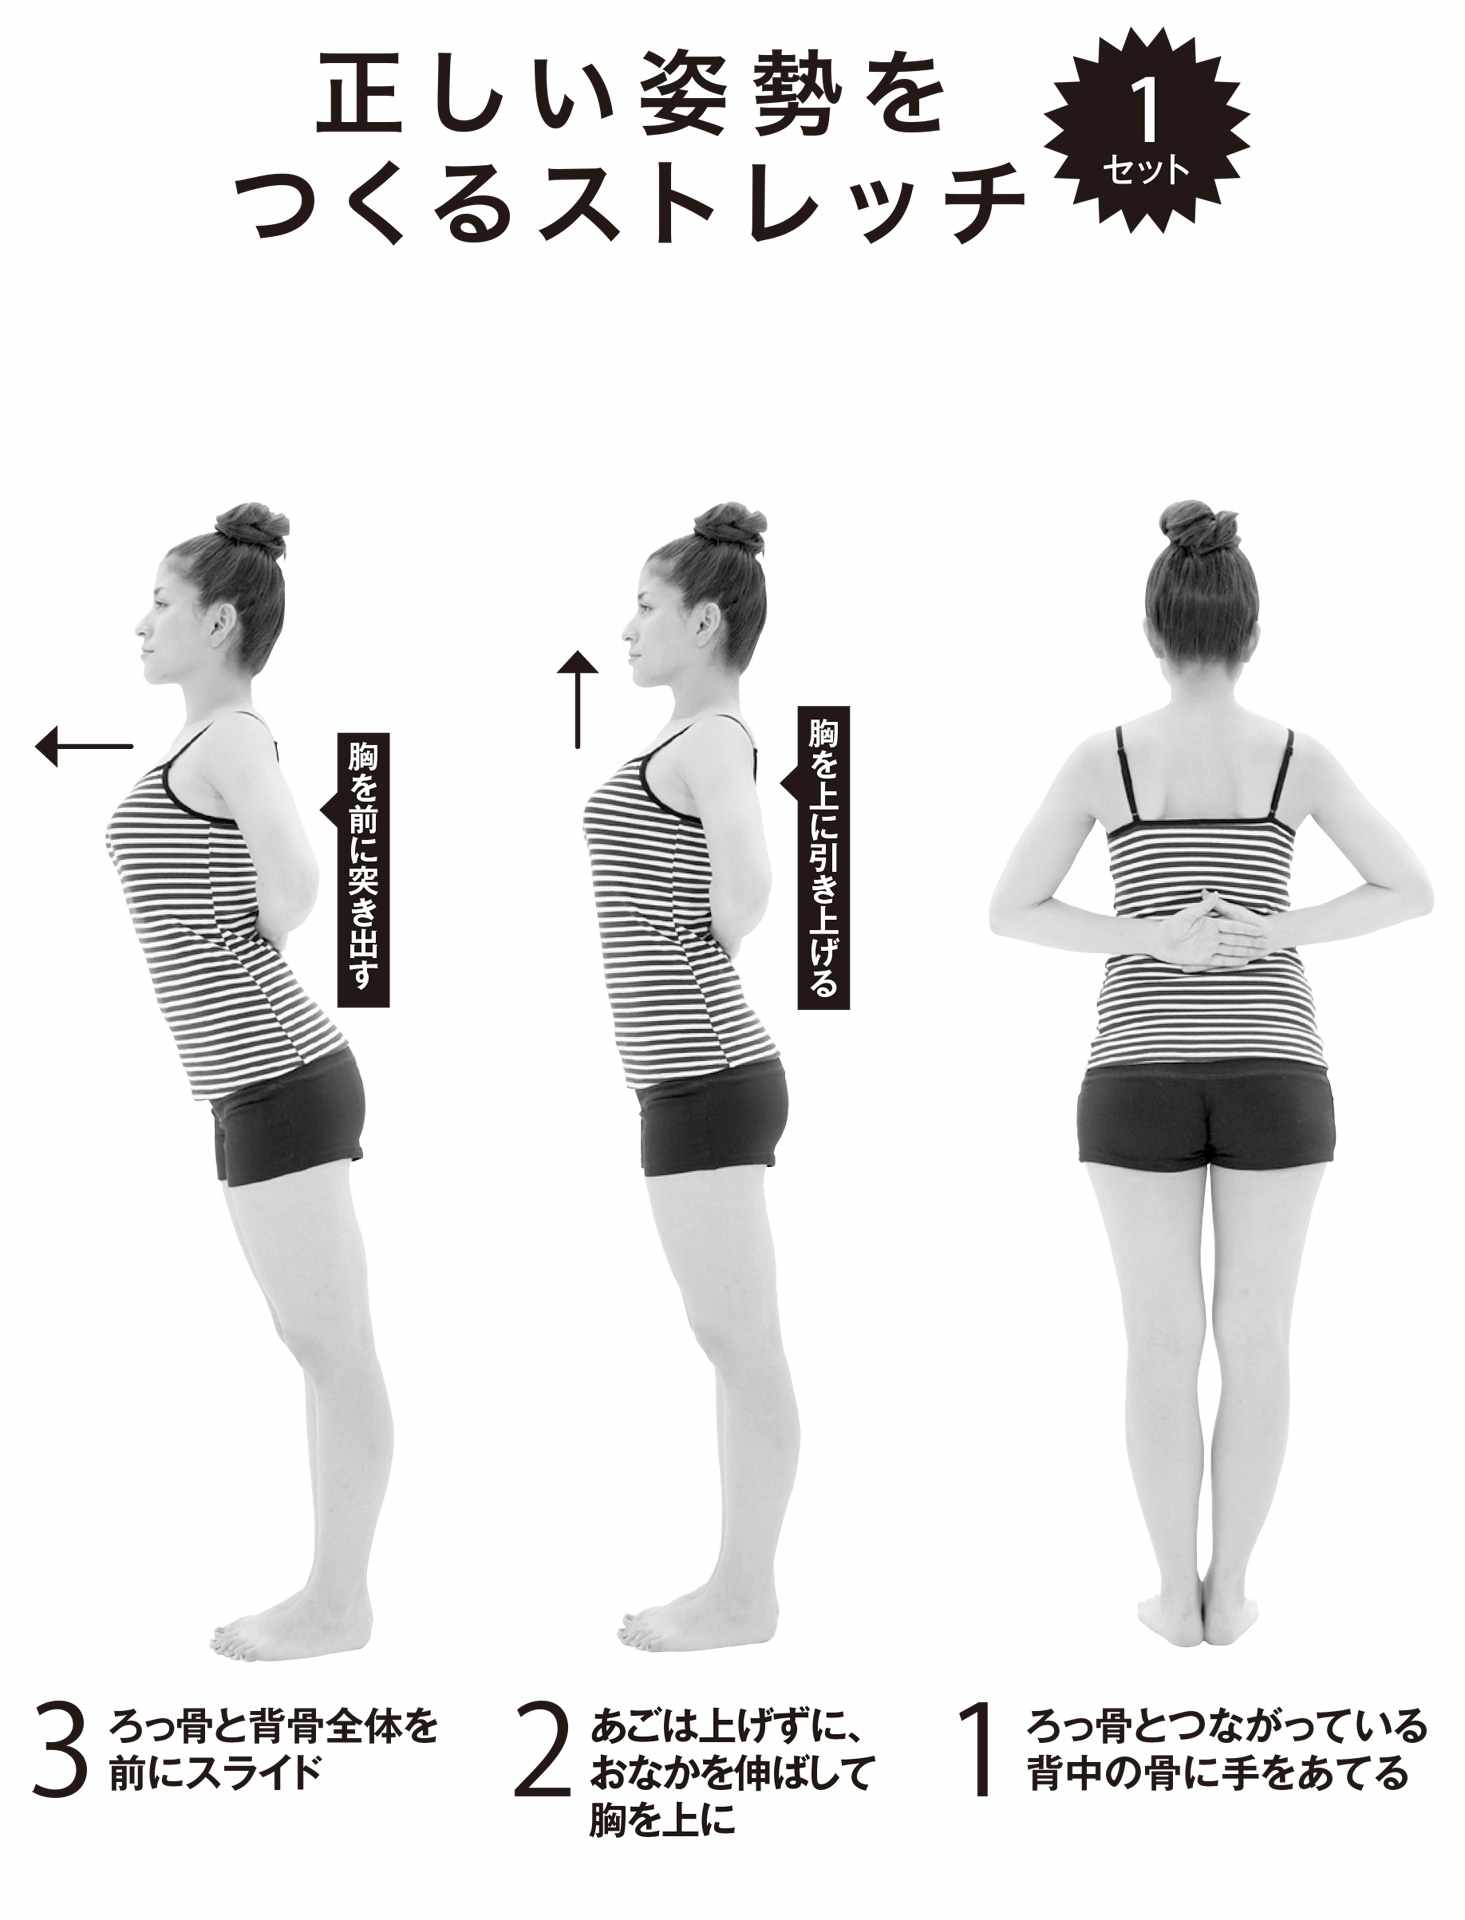 正しい姿勢を
つくるストレッチ
1
セット
胸を上に引き上げる
胸を前に突き出す
1
ろっ骨とつながっている
背中の骨に手をあてる
2
あごは上げずに、
おなかを伸ばして
胸を上に
3
ろっ骨と背骨全体を
前にスライド